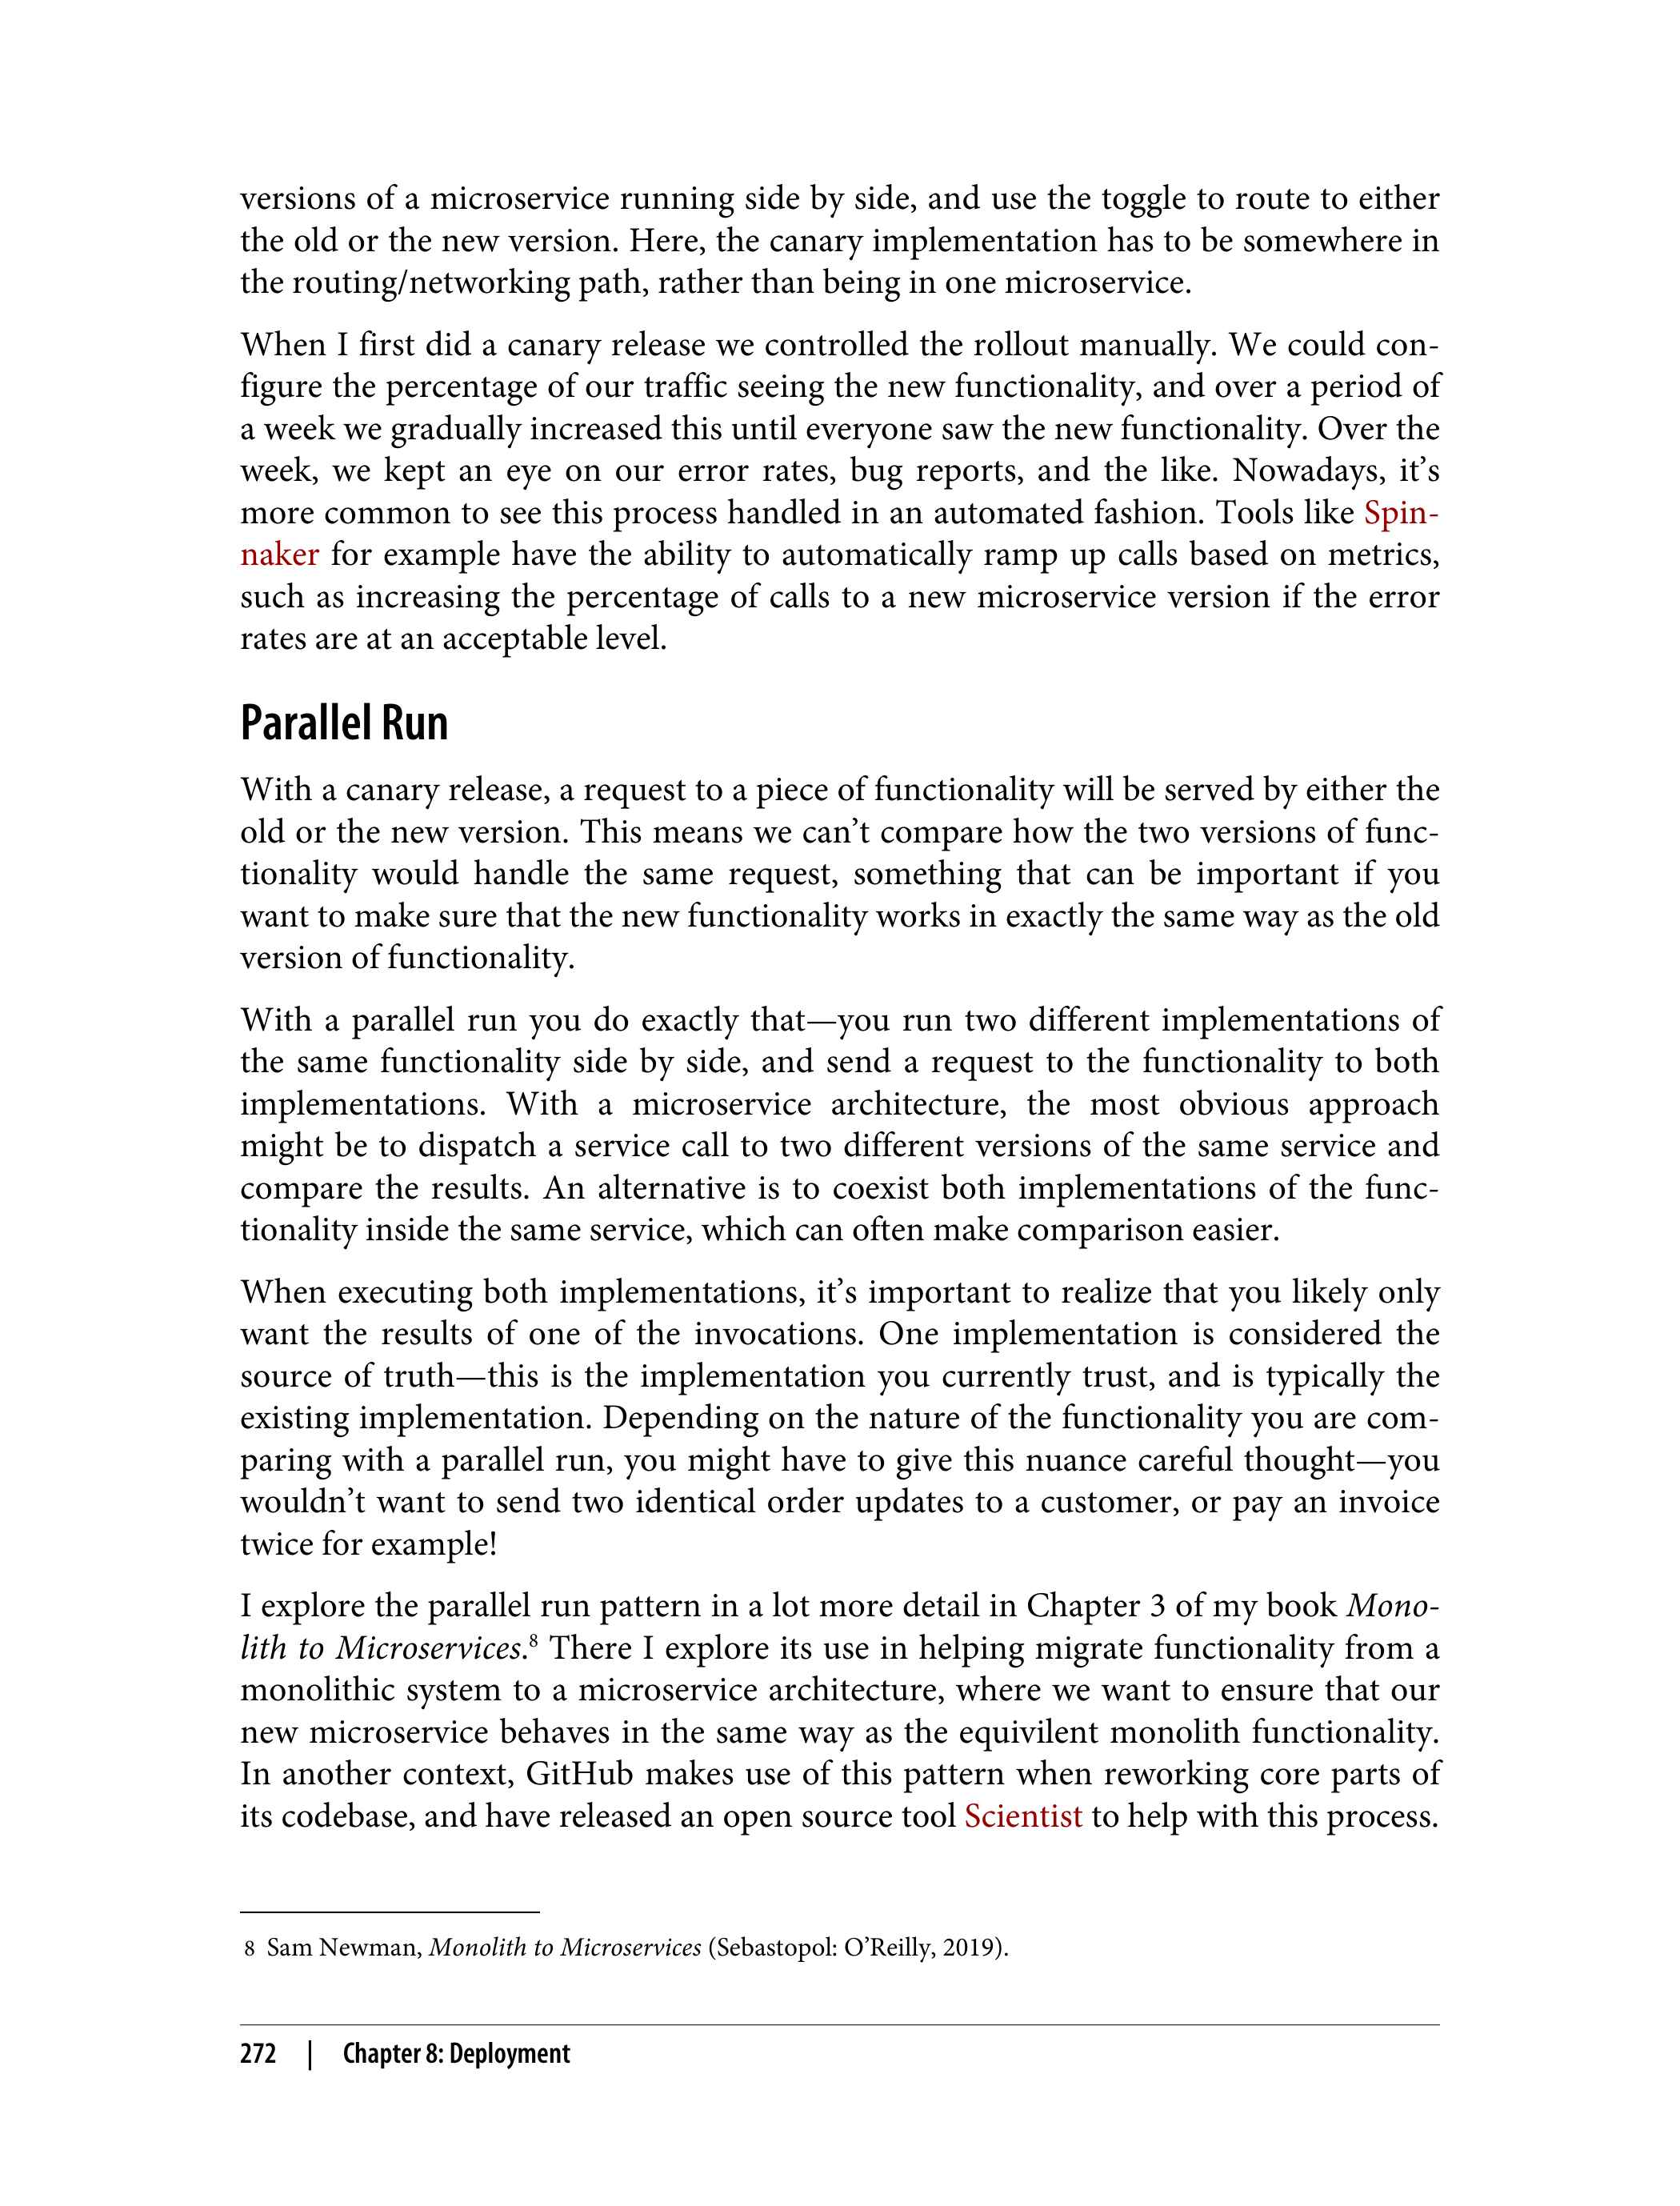 versions of a microservice running side by side, and use the toggle to route to either
the old or the new version. Here, the canary implementation has to be somewhere in
the routing/networking path, rather than being in one microservice.
When I first did a canary release we controlled the rollout manually. We could con-
figure the percentage of our traffic seeing the new functionality, and over a period of
a week we gradually increased this until everyone saw the new functionality. Over the
week, we kept an eye on our error rates, bug reports, and the like. Nowadays, it’s
more common to see this process handled in an automated fashion. Tools like Spin-
naker for example have the ability to automatically ramp up calls based on metrics,
such as increasing the percentage of calls to a new microservice version if the error
rates are at an acceptable level.
Parallel Run
With a canary release, a request to a piece of functionality will be served by either the
old or the new version. This means we can’t compare how the two versions of func-
tionality would handle the same request, something that can be important if you
want to make sure that the new functionality works in exactly the same way as the old
version of functionality.
With a parallel run you do exactly that—you run two different implementations of
the same functionality side by side, and send a request to the functionality to both
implementations. With a microservice architecture, the most obvious approach
might be to dispatch a service call to two different versions of the same service and
compare the results. An alternative is to coexist both implementations of the func-
tionality inside the same service, which can often make comparison easier.
When executing both implementations, it’s important to realize that you likely only
want the results of one of the invocations. One implementation is considered the
source of truth—this is the implementation you currently trust, and is typically the
existing implementation. Depending on the nature of the functionality you are com-
paring with a parallel run, you might have to give this nuance careful thought—you
wouldn’t want to send two identical order updates to a customer, or pay an invoice
twice for example!
I explore the parallel run pattern in a lot more detail in Chapter 3 of my book Mono-
lith to Microservices.8 There I explore its use in helping migrate functionality from a
monolithic system to a microservice architecture, where we want to ensure that our
new microservice behaves in the same way as the equivilent monolith functionality.
In another context, GitHub makes use of this pattern when reworking core parts of
its codebase, and have released an open source tool Scientist to help with this process.
8 Sam Newman, Monolith to Microservices (Sebastopol: O’Reilly, 2019).
272 | Chapter 8: Deployment